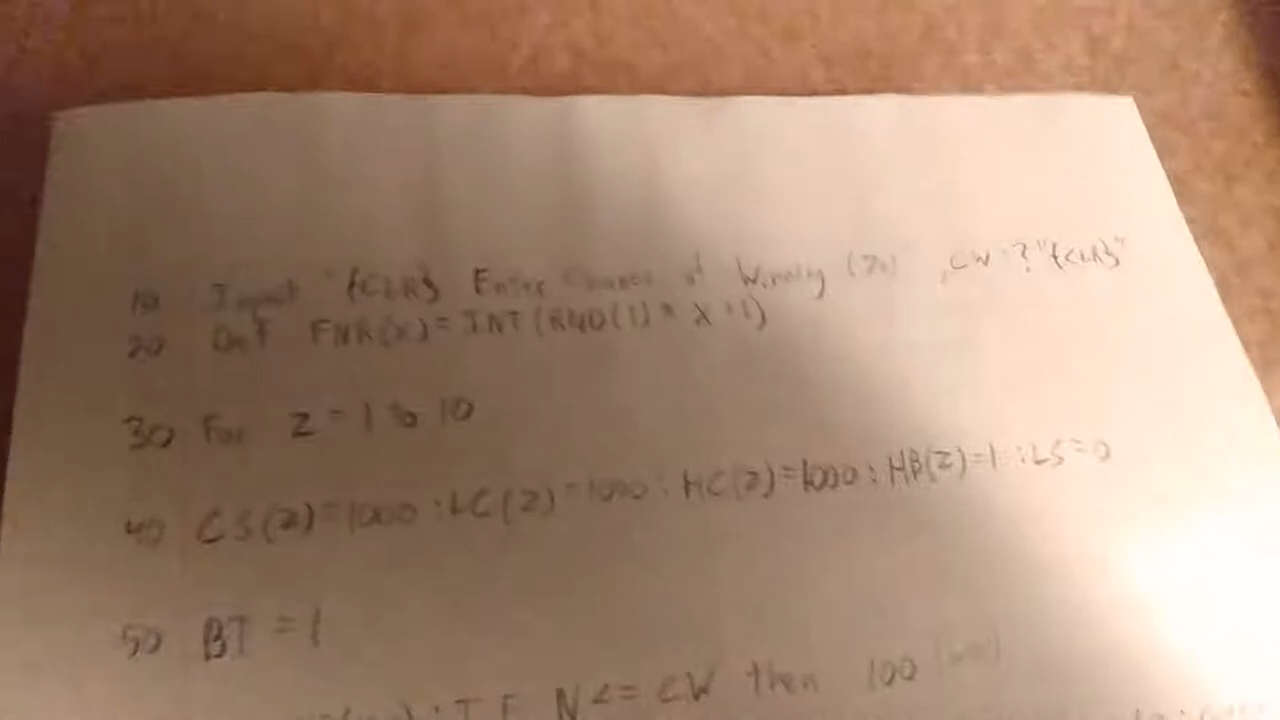 10 Input "{CLR} Enter Chance of Winning (%)" ,CW:?"{CLR}"
20 Def FNR(X)=INT(RND(1)*X+1)
30 For Z=1 to 10
40 CS(Z)=1000:LC(Z)=1000:HC(Z)=1000:HB(Z)=1:LS=0
50 BT=1
:IF N<=CW then 100 (win)